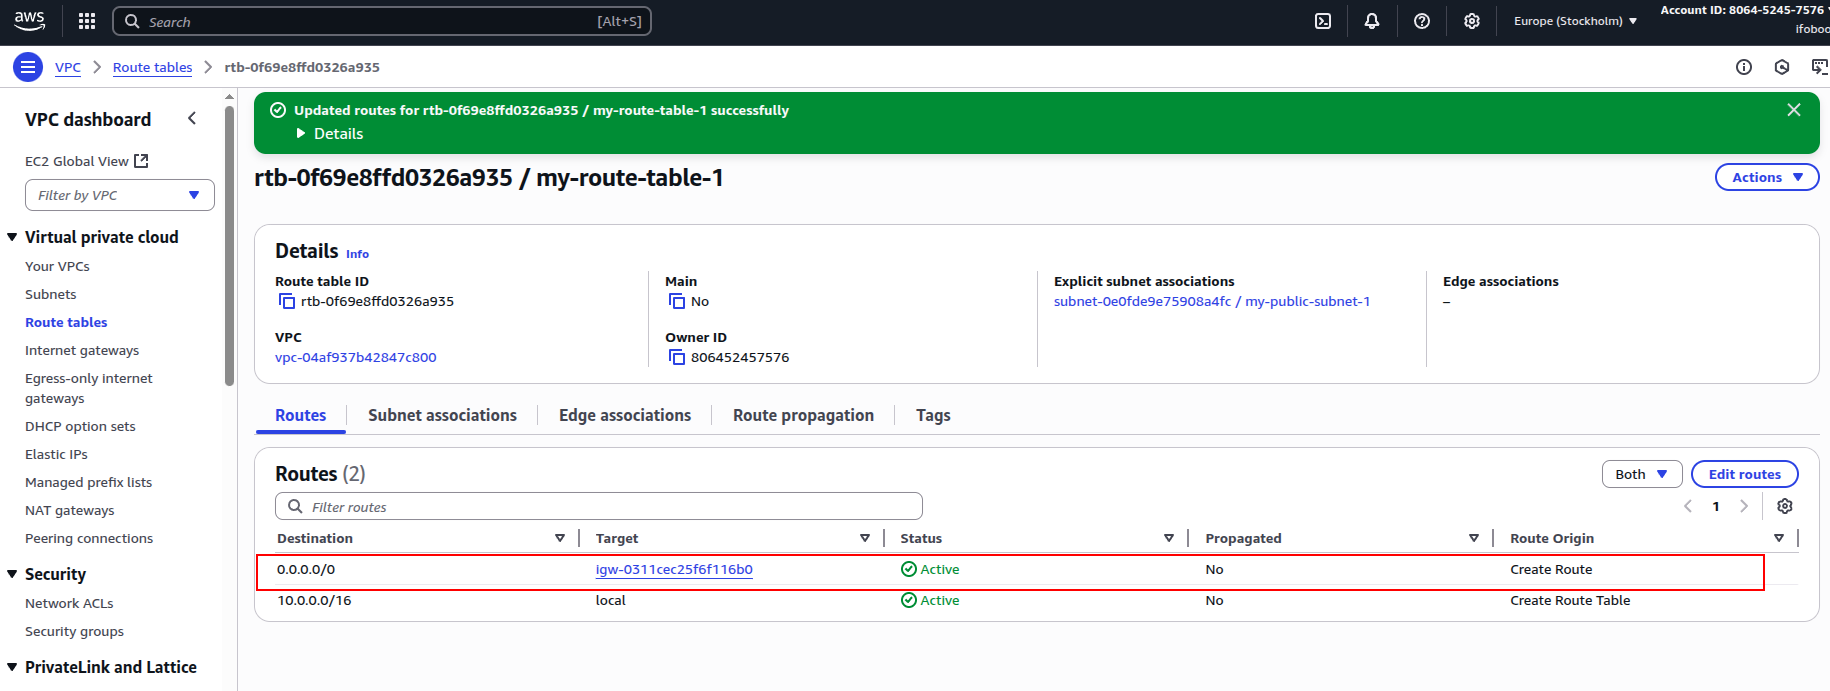 aws
Search [Alt+S]
Europe (Stockholm)
Account ID: 8064-5245-7576
ifoboo
VPC
Route tables
rtb-0f69e8ffd0326a935
VPC dashboard
EC2 Global View
Filter by VPC
Virtual private cloud
Your VPCs
Subnets
Route tables
Internet gateways
Egress-only internet
gateways
DHCP option sets
Elastic IPs
Managed prefix lists
NAT gateways
Peering connections
Security
Network ACLs
Security groups
PrivateLink and Lattice
Updated routes for rtb-0f69e8ffd0326a935 / my-route-table-1 successfully
Details
rtb-0f69e8ffd0326a935 / my-route-table-1
Actions
Details Info
Route table ID
rtb-0f69e8ffd0326a935
VPC
vpc-04af937b42847c800
Main
No
Owner ID
806452457576
Explicit subnet associations
subnet-0e0fde9e75908a4fc / my-public-subnet-1
Edge associations
–
Routes
Subnet associations
Edge associations
Route propagation
Tags
Routes (2)
Both
Edit routes
Filter routes
1
Destination Target Status Propagated Route Origin
0.0.0.0/0 igw-0311cec25f6f116b0 Active No Create Route
10.0.0.0/16 local Active No Create Route Table